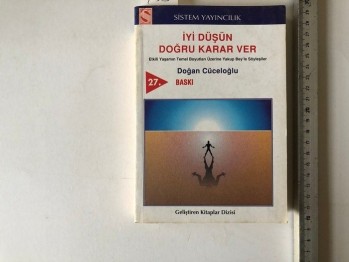 S
SİSTEM YAYINCILIK
İYİ DÜŞÜN
DOĞRU KARAR VER
Etkili Yaşamın Temel Boyutları Üzerine Yakup Bey'le Söyleşiler
Doğan Cüceloğlu
27. BASKI
Geliştiren Kitaplar Dizisi